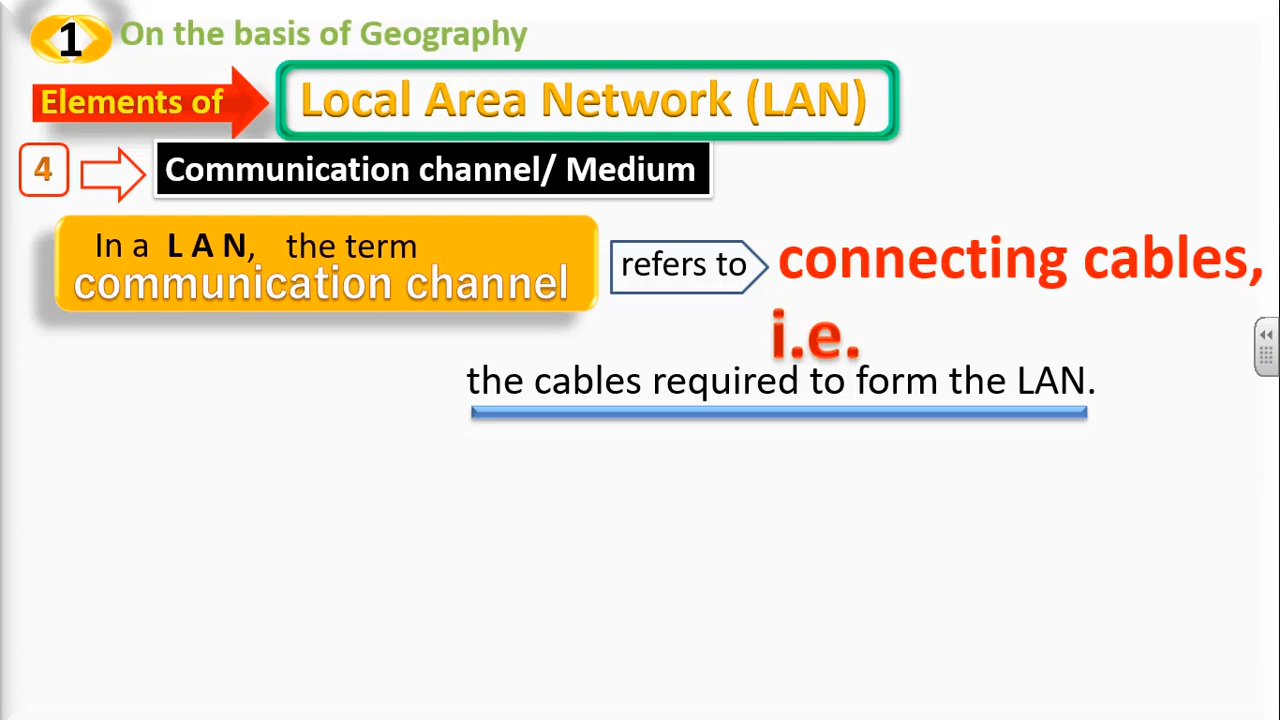 1 On the basis of Geography
Elements of Local Area Network (LAN)
4 Communication channel/ Medium
In a L A N, the term
communication channel refers to connecting cables,
i.e.
the cables required to form the LAN.